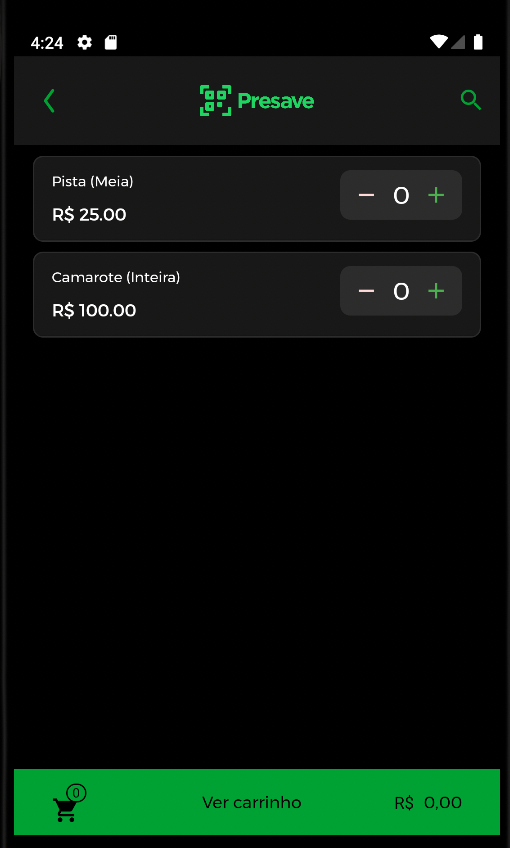 4:24
Presave
Pista (Meia)
R$ 25.00
− 0 +
Camarote (Inteira)
R$ 100.00
− 0 +
0
Ver carrinho
R$ 0,00